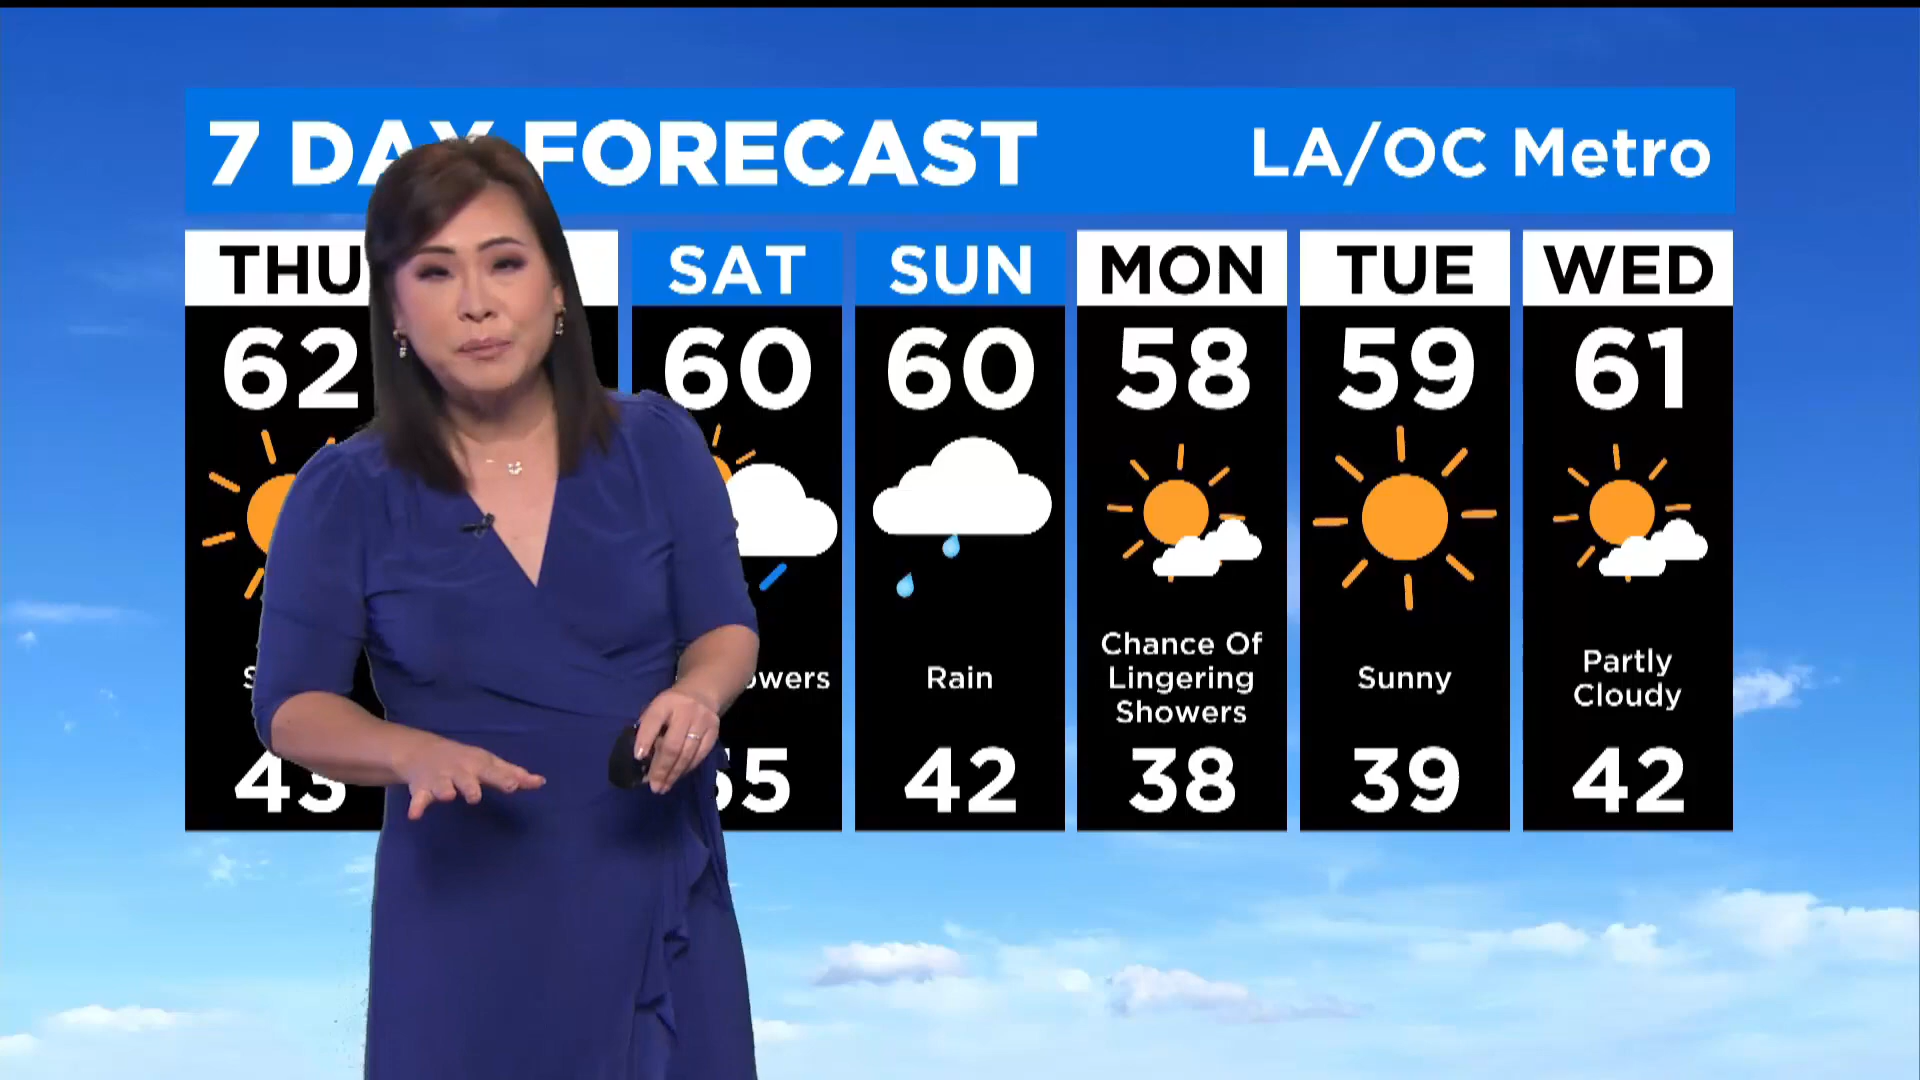 7 DAY FORECAST
LA/OC Metro
THU
SAT
SUN
MON
TUE
WED
62
60
60
58
59
61
Rain
Chance Of
Lingering
Showers
Sunny
Partly
Cloudy
42
38
39
42